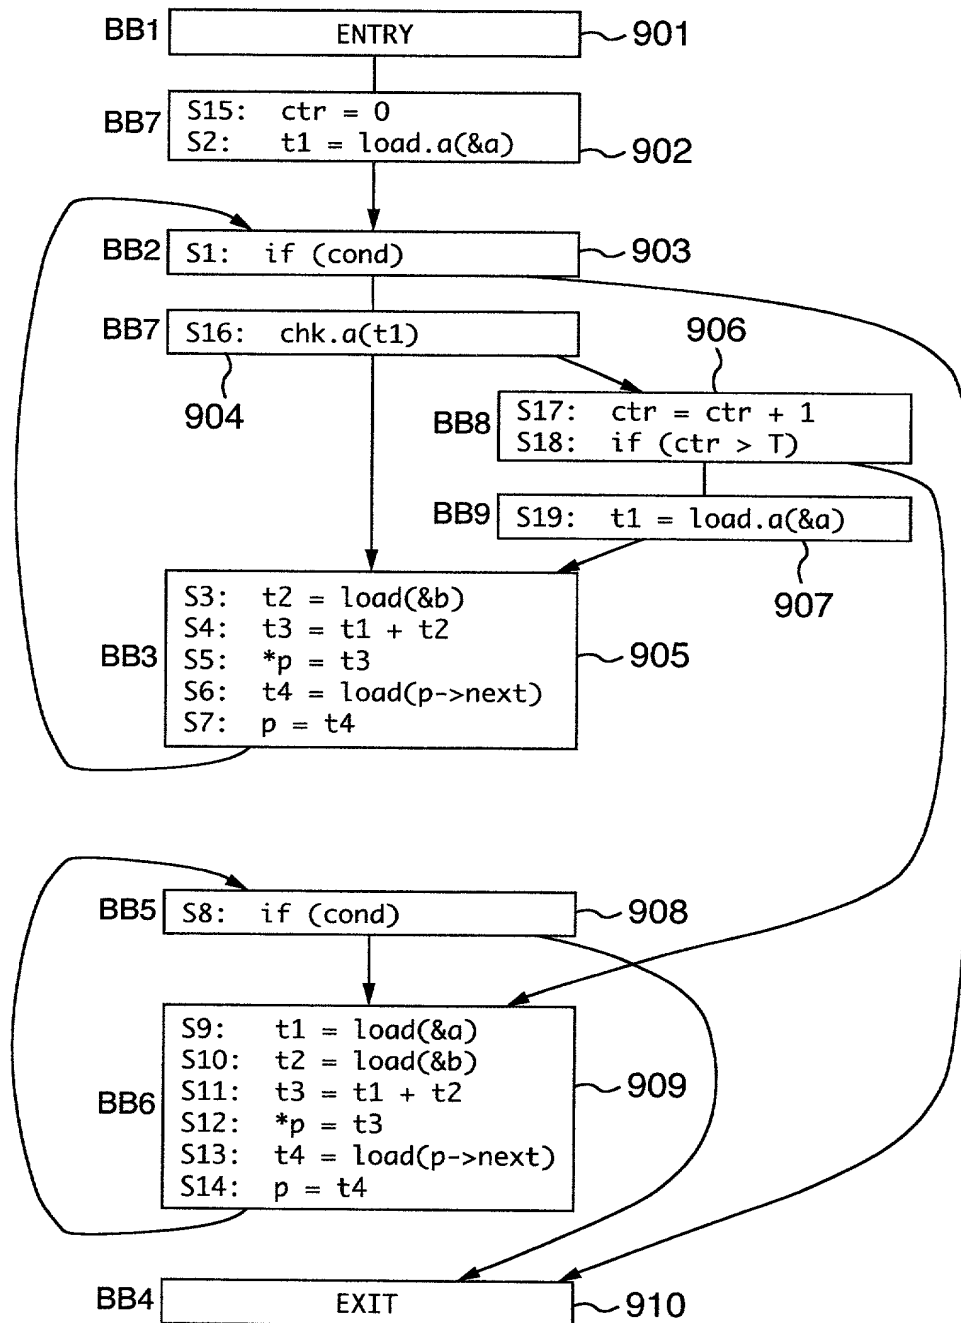 BB1 ENTRY 901
BB7 S15: ctr = 0
S2: t1 = load.a(&a) 902
BB2 S1: if (cond) 903
BB7 S16: chk.a(t1)
906
904
BB8 S17: ctr = ctr + 1
S18: if (ctr > T)
BB9 S19: t1 = load.a(&a)
907
BB3 S3: t2 = load(&b)
S4: t3 = t1 + t2
S5: *p = t3 905
S6: t4 = load(p->next)
S7: p = t4
BB5 S8: if (cond) 908
BB6 S9: t1 = load(&a)
S10: t2 = load(&b)
S11: t3 = t1 + t2 909
S12: *p = t3
S13: t4 = load(p->next)
S14: p = t4
BB4 EXIT 910